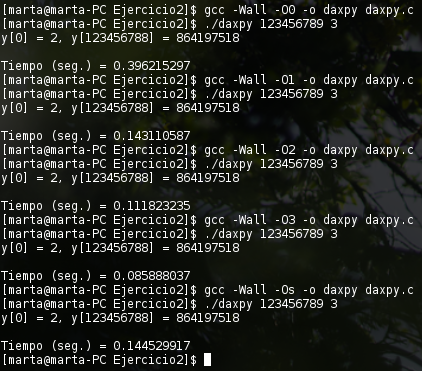 [marta@marta-PC Ejercicio2]$ gcc -Wall -O0 -o daxpy daxpy.c
[marta@marta-PC Ejercicio2]$ ./daxpy 123456789 3
y[0] = 2, y[123456788] = 864197518

Tiempo (seg.) = 0.396215297
[marta@marta-PC Ejercicio2]$ gcc -Wall -O1 -o daxpy daxpy.c
[marta@marta-PC Ejercicio2]$ ./daxpy 123456789 3
y[0] = 2, y[123456788] = 864197518

Tiempo (seg.) = 0.143110587
[marta@marta-PC Ejercicio2]$ gcc -Wall -O2 -o daxpy daxpy.c
[marta@marta-PC Ejercicio2]$ ./daxpy 123456789 3
y[0] = 2, y[123456788] = 864197518

Tiempo (seg.) = 0.111823235
[marta@marta-PC Ejercicio2]$ gcc -Wall -O3 -o daxpy daxpy.c
[marta@marta-PC Ejercicio2]$ ./daxpy 123456789 3
y[0] = 2, y[123456788] = 864197518

Tiempo (seg.) = 0.085888037
[marta@marta-PC Ejercicio2]$ gcc -Wall -Os -o daxpy daxpy.c
[marta@marta-PC Ejercicio2]$ ./daxpy 123456789 3
y[0] = 2, y[123456788] = 864197518

Tiempo (seg.) = 0.144529917
[marta@marta-PC Ejercicio2]$